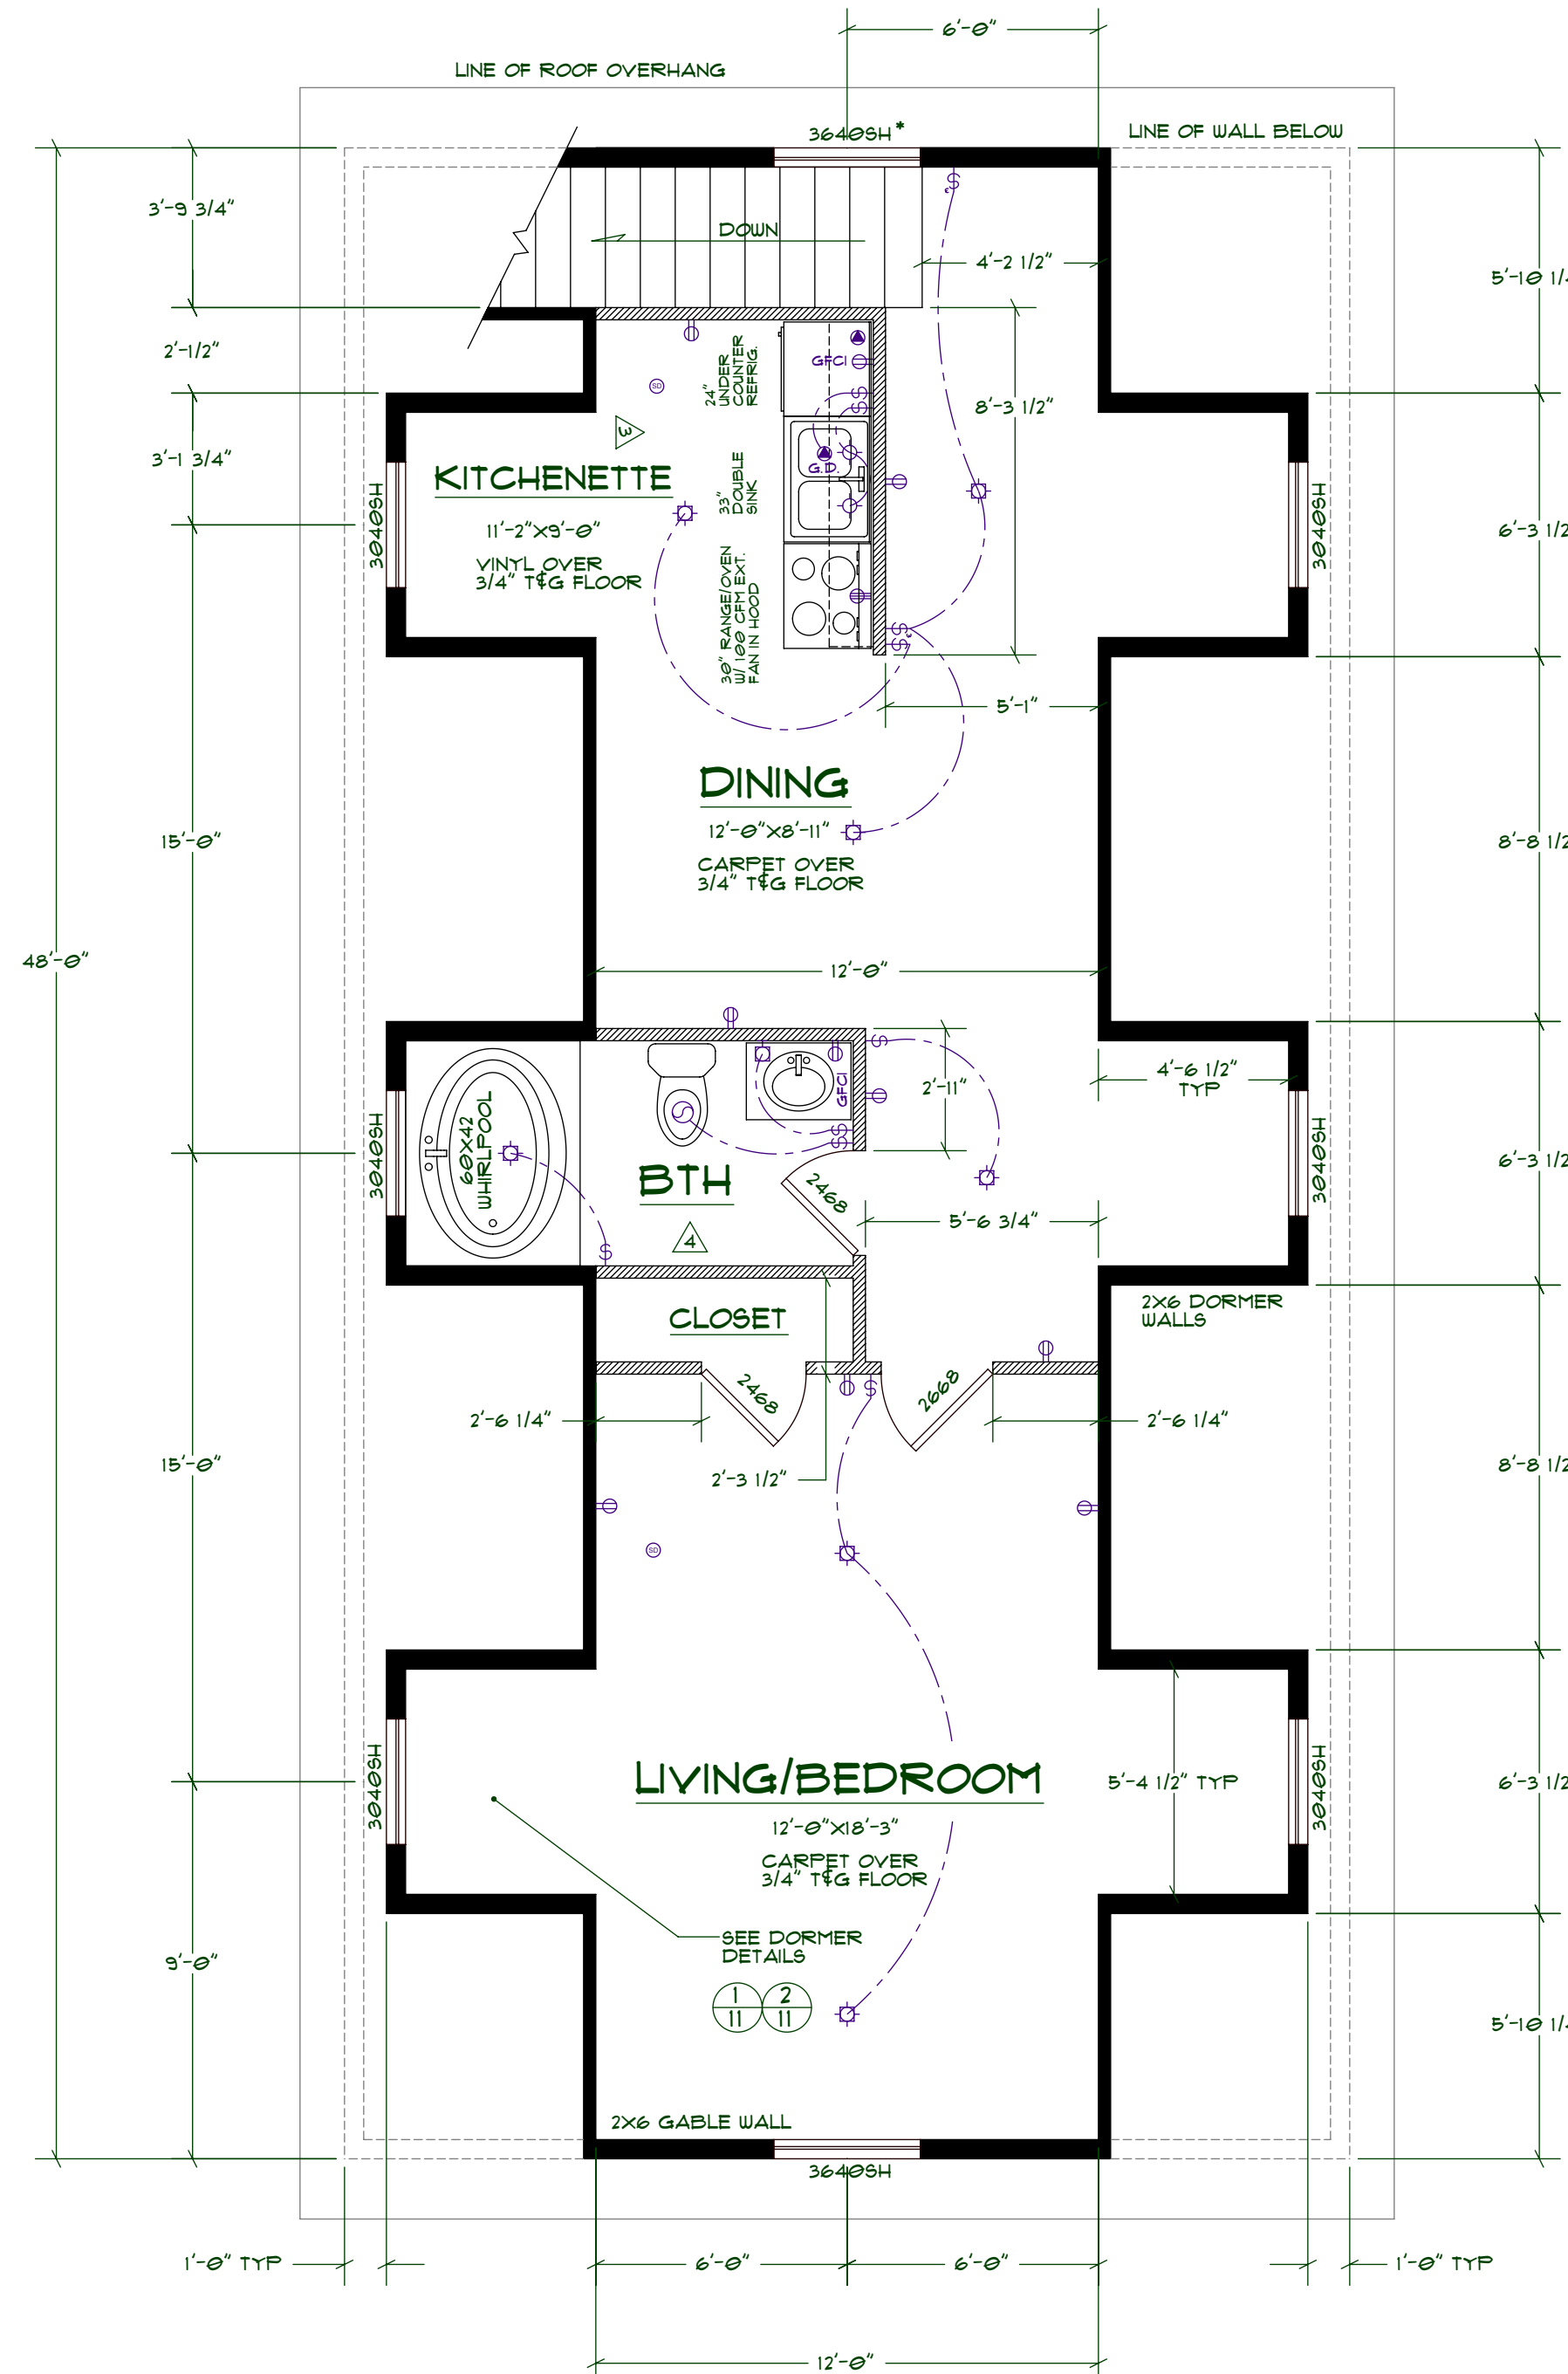 6'-0"
LINE OF ROOF OVERHANG
3640SH*
LINE OF WALL BELOW
3'-9 3/4"
DOWN
S
4'-2 1/2"
5'-10 1/4
2'-1/2"
24"
UNDER
COUNTER
REFRIG.
GFCI
SD
S
S
8'-3 1/2"
3
3'-1 3/4"
KITCHENETTE
11'-2"X9'-0"
VINYL OVER
3/4" T&G FLOOR
33"
DOUBLE
SINK
G.D.
3040SH
3040SH
6'-3 1/2
30" RANGE/OVEN
W/ 100 CFM EXT.
FAN IN HOOD
S
S
5'-1"
DINING
12'-0"X8'-11"
CARPET OVER
3/4" T&G FLOOR
15'-0"
8'-8 1/2
48'-0"
12'-0"
S
60X42
WHIRLPOOL
GFCI
2'-11"
4'-6 1/2"
TYP
3040SH
3040SH
6'-3 1/2
S
S
BTH
2468
4
S
5'-6 3/4"
CLOSET
2X6 DORMER
WALLS
2468
S
2668
2'-6 1/4"
2'-6 1/4"
15'-0"
2'-3 1/2"
8'-8 1/2
SD
LIVING/BEDROOM
12'-0"X18'-3"
CARPET OVER
3/4" T&G FLOOR
3040SH
5'-4 1/2" TYP
3040SH
6'-3 1/2
9'-0"
SEE DORMER
DETAILS
1
11
2
11
5'-10 1/4
2X6 GABLE WALL
3640SH
1'-0" TYP
6'-0"
6'-0"
1'-0" TYP
12'-0"